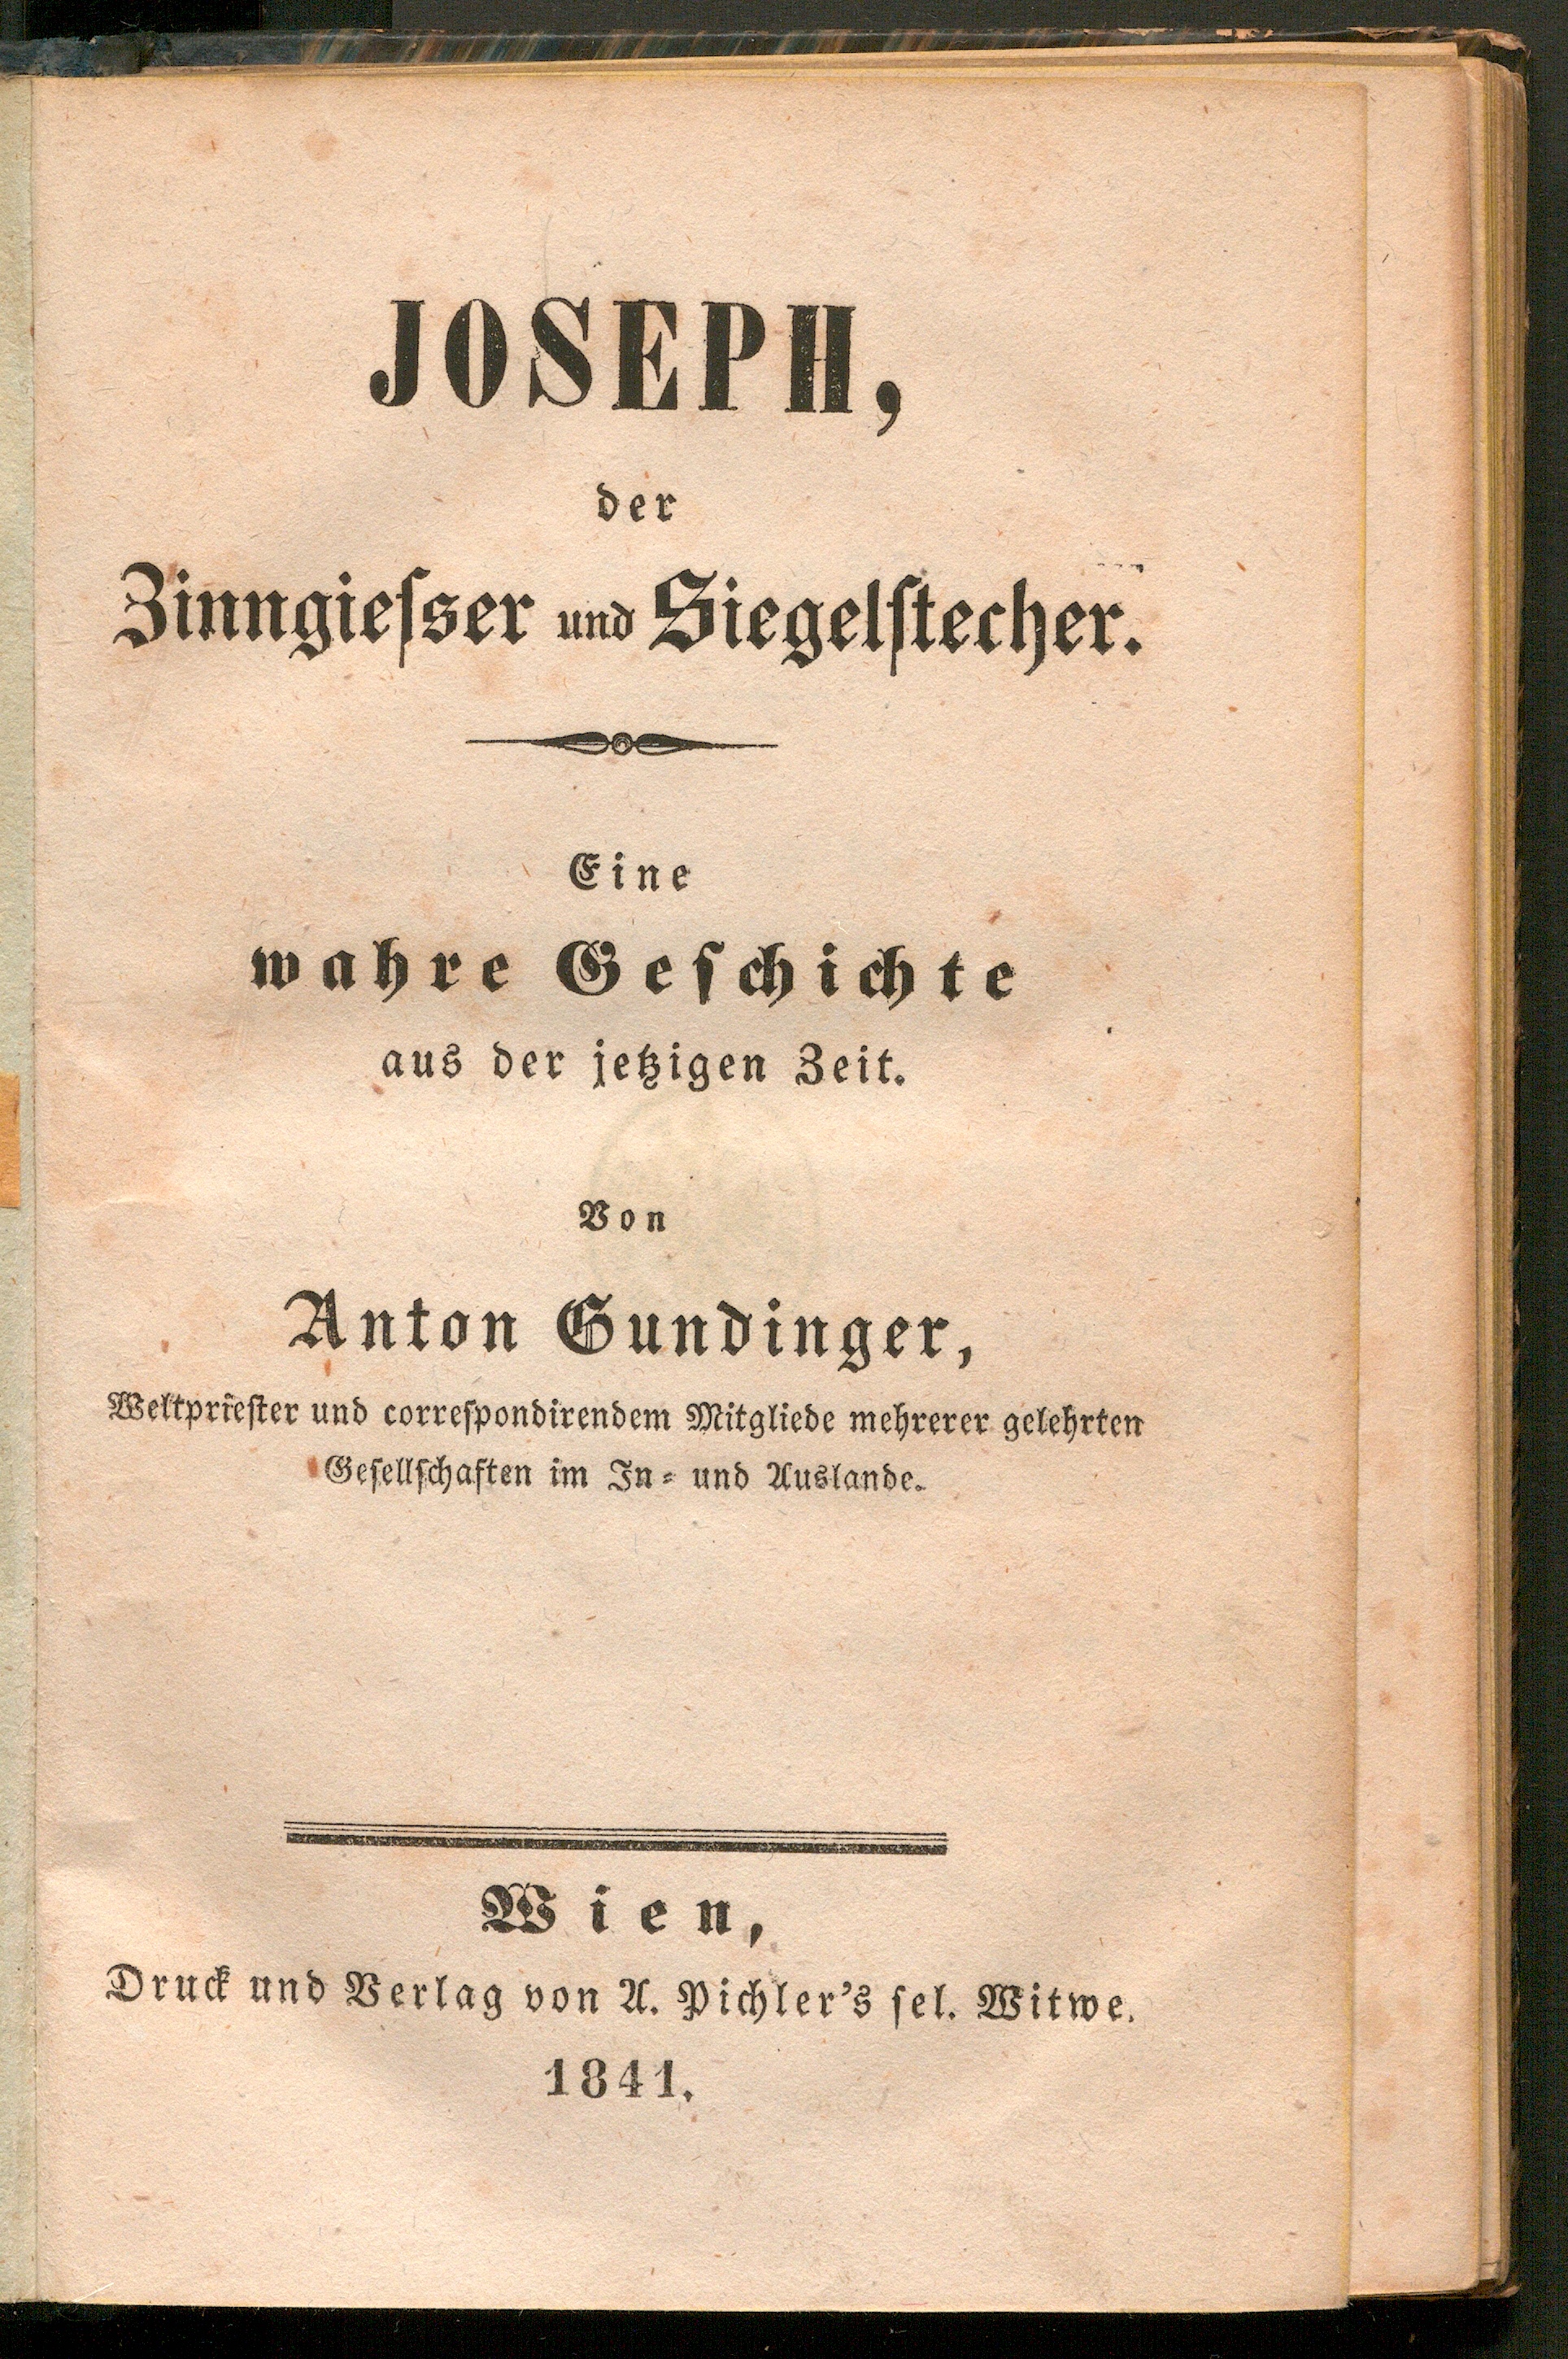 JOSEPH,
der
Zinngieſser und Siegelſtecher.
Eine
wahre Geſchichte
aus der jetzigen Zeit.
Von
Anton Gundinger,
Weltprieſter und correſpondirendem Mitgliede mehrerer gelehrten
Geſellſchaften im In- und Auslande.
Wien,
Druck und Verlag von A. Pichler's ſel. Witwe.
1841.